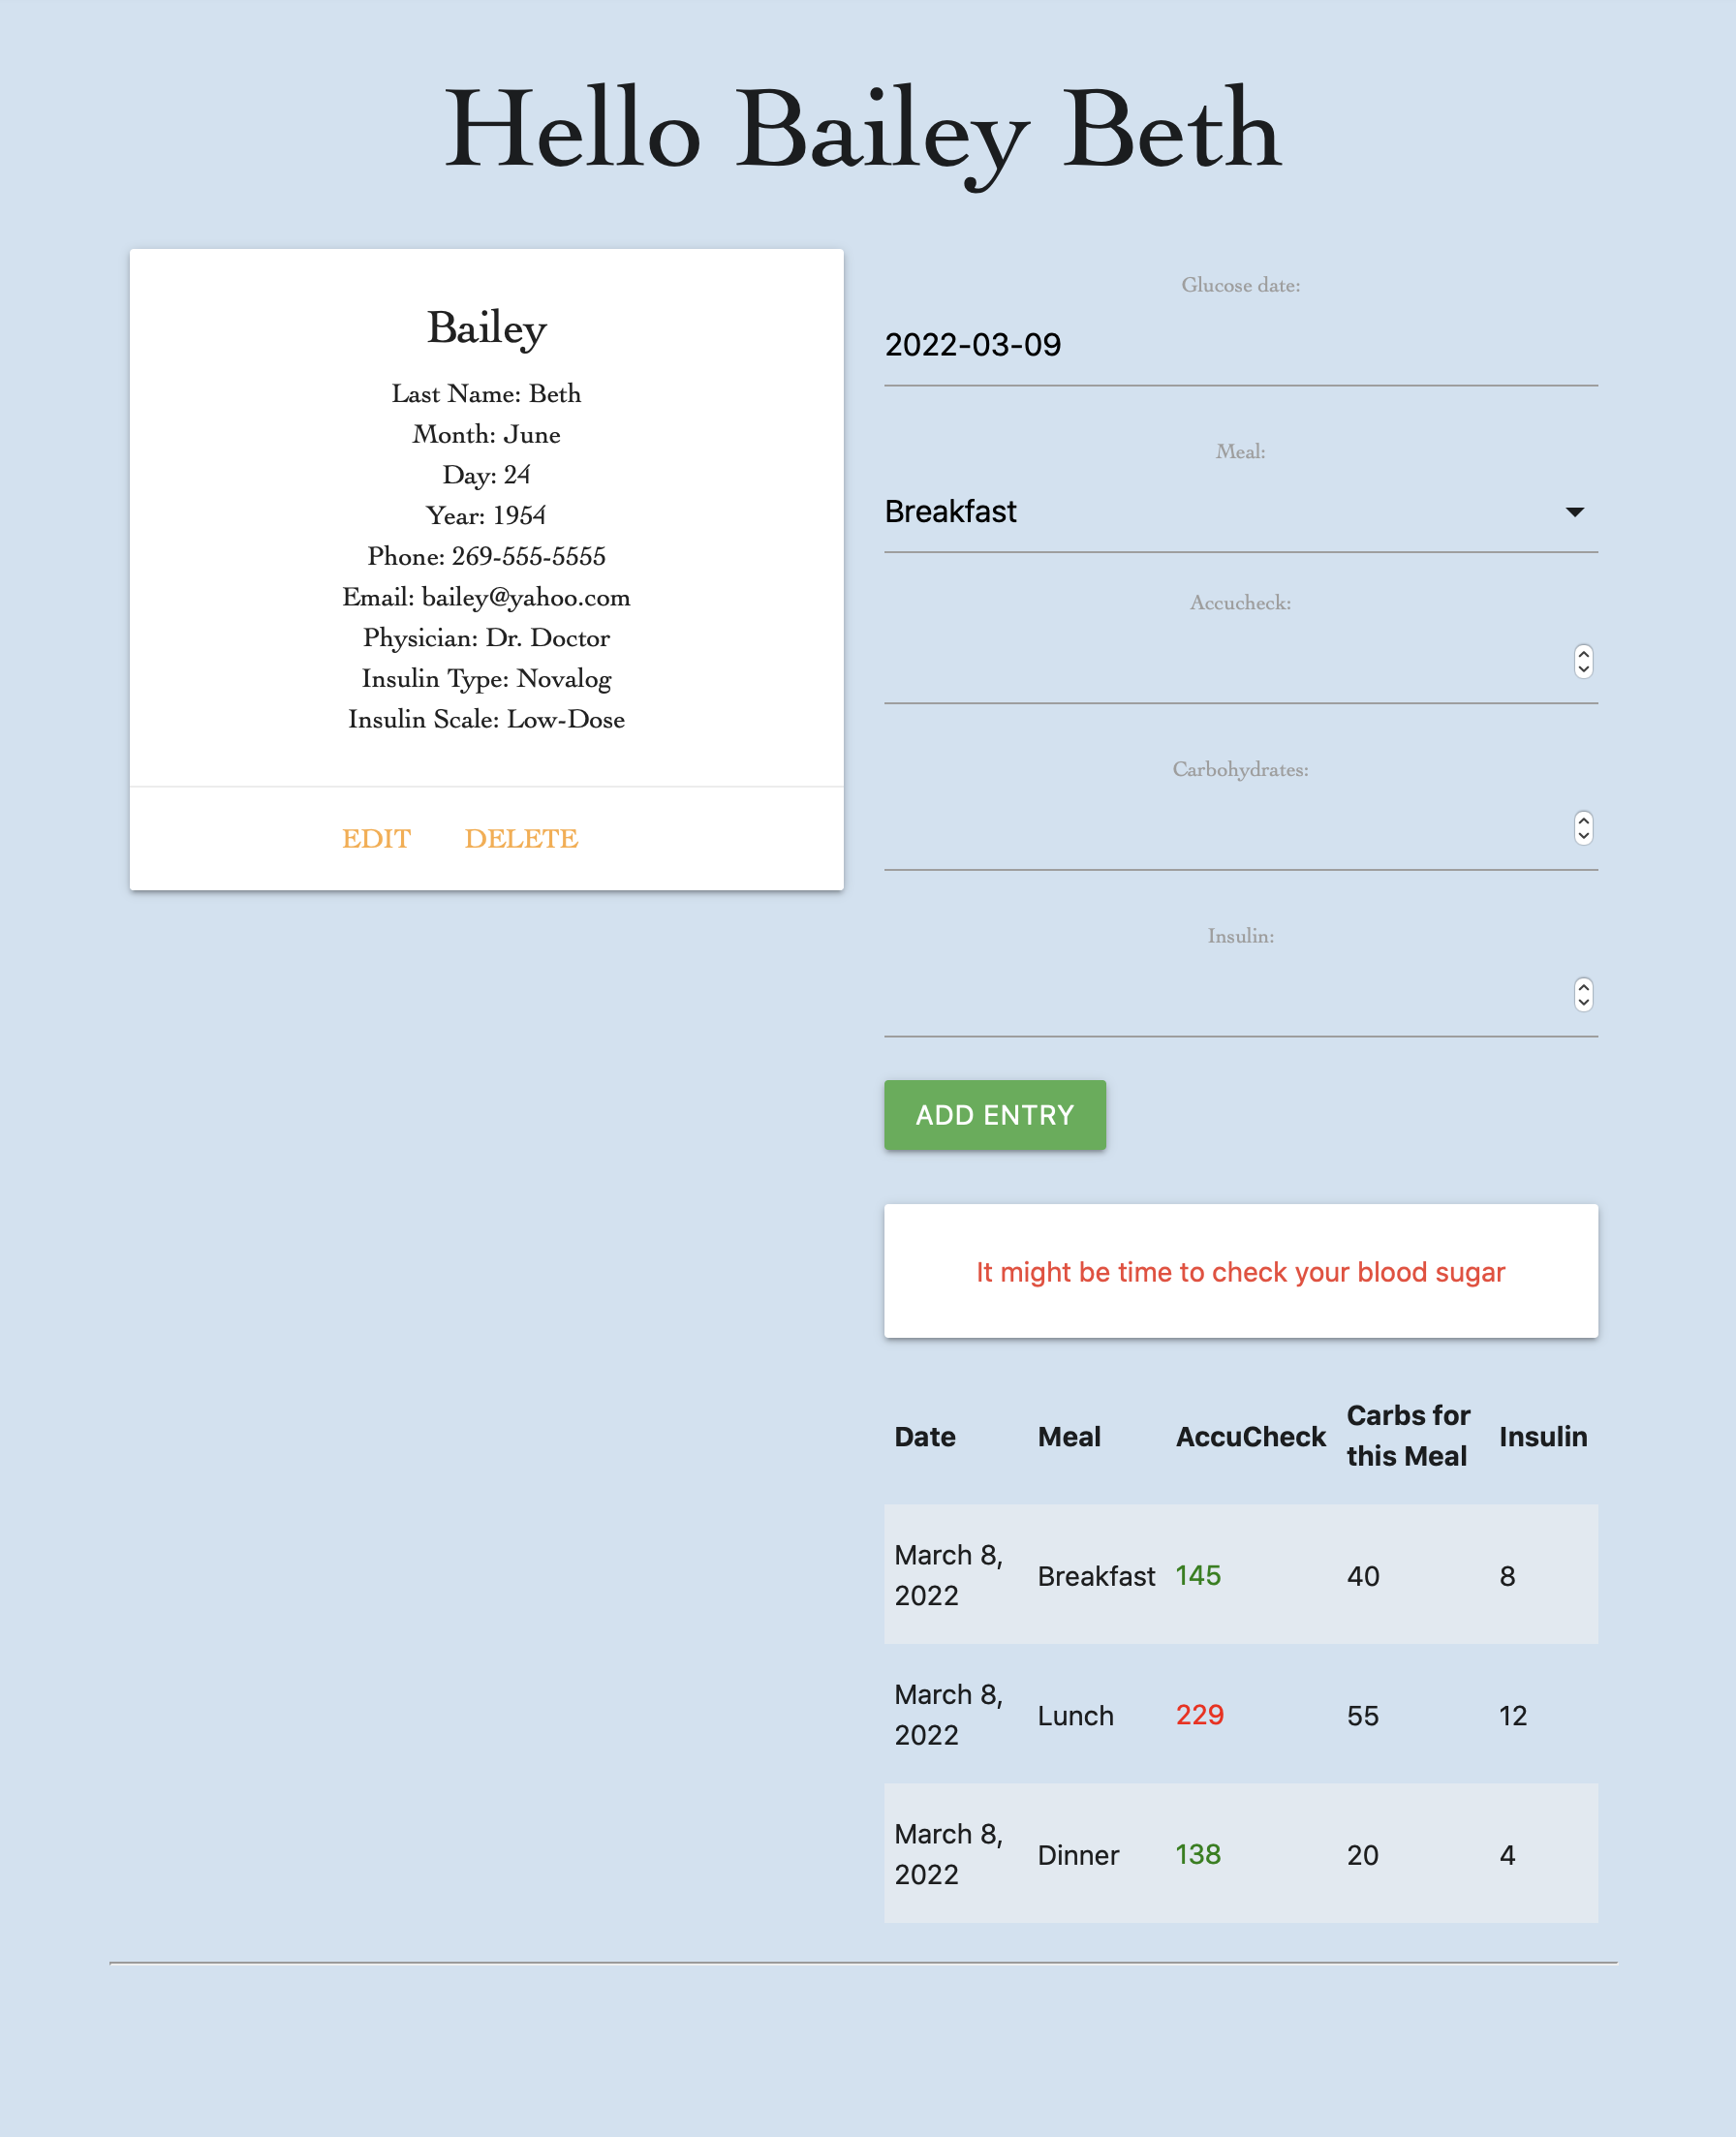 Hello Bailey Beth
Bailey
Last Name: Beth
Month: June
Day: 24
Year: 1954
Phone: 269-555-5555
Email: bailey@yahoo.com
Physician: Dr. Doctor
Insulin Type: Novalog
Insulin Scale: Low-Dose
EDIT DELETE
Glucose date:
2022-03-09
Meal:
Breakfast
Accucheck:
Carbohydrates:
Insulin:
ADD ENTRY
It might be time to check your blood sugar
Date Meal AccuCheck Carbs for this Meal Insulin
March 8, 2022 Breakfast 145 40 8
March 8, 2022 Lunch 229 55 12
March 8, 2022 Dinner 138 20 4